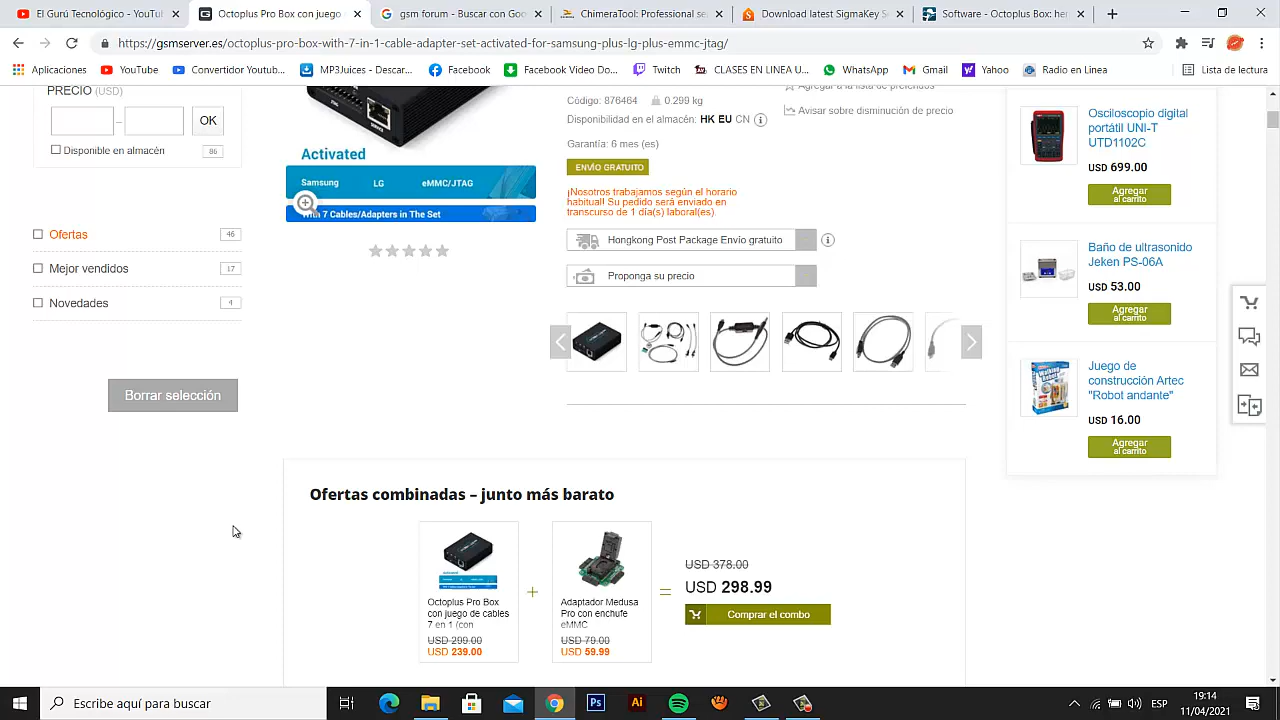 El Gurú Tecnológico - YouTu
Octoplus Pro Box con juego
gsm forum - Buscar con Goo
ChimeraTool: Professional se
Download latest SigmaKey S
Software - Octoplus Box: her
https://gsmserver.es/octoplus-pro-box-with-7-in-1-cable-adapter-set-activated-for-samsung-plus-lg-plus-emmc-jtag/
Aplicaciones
YouTube
Convertidor Youtub...
MP3Juices - Descar...
Facebook
Facebook Video Do...
Twitch
CLASES EN LINEA U...
WhatsApp
Gmail
Yahoo
Radio en Linea
Lista de lectura
PRECIO (USD)
–
OK
Disponible en almacén
86
Ofertas
46
Mejor vendidos
17
Novedades
4
Borrar selección
JTAG
SERVICE
Activated
Samsung
LG
eMMC/JTAG
With 7 Cables/Adapters in The Set
Agregar a la lista de preferidos
Código: 876464
0.299 kg
Avisar sobre disminución de precio
Disponibilidad en el almacén: HK EU CN
Garantía: 6 mes (es)
ENVÍO GRATUITO
¡Nosotros trabajamos según el horario
habitual! Su pedido será enviado en
transcurso de 1 día(s) laboral(es).
Hongkong Post Package Envío gratuito
Proponga su precio
Osciloscopio digital
portátil UNI-T
UTD1102C
USD 699.00
Agregar
al carrito
Baño de ultrasonido
Jeken PS-06A
USD 53.00
Agregar
al carrito
Juego de
construcción Artec
"Robot andante"
USD 16.00
Agregar
al carrito
Ofertas combinadas – junto más barato
Activated
Octoplus Pro Box
con juego de cables
7 en 1 (con
USD 299.00
USD 239.00
+
Adaptador Medusa
Pro con enchufe
eMMC
USD 79.00
USD 59.99
=
USD 378.00
USD 298.99
Comprar el combo
Escribe aquí para buscar
Ps
Ai
ESP
19:14
11/04/2021